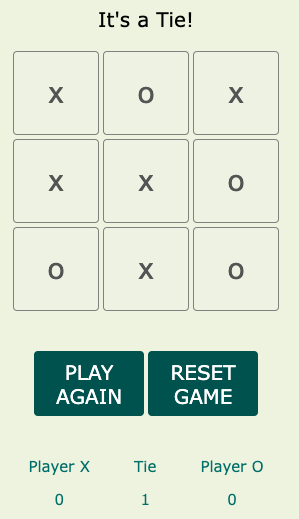 It's a Tie!
X O X
X X O
O X O
PLAY AGAIN
RESET GAME
Player X Tie Player O
0 1 0